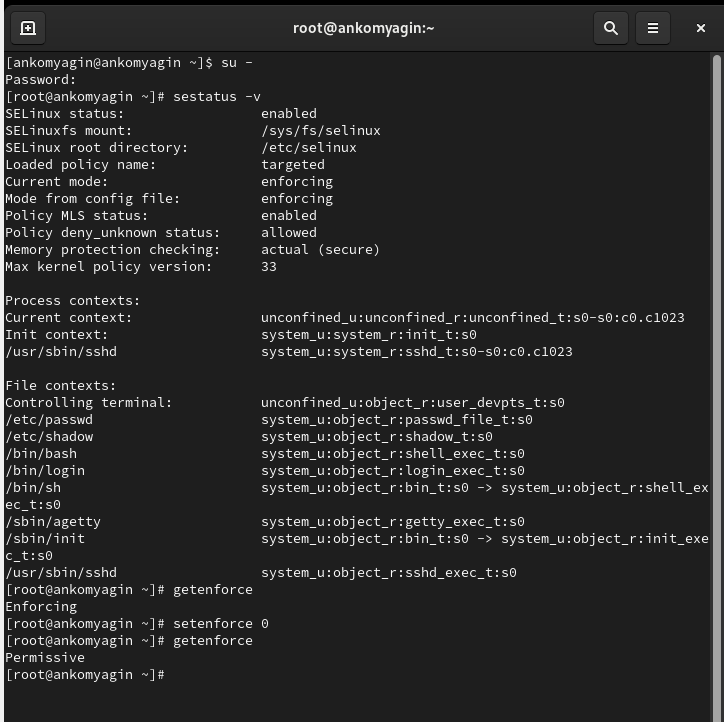 root@ankomyagin:~
[ankomyagin@ankomyagin ~]$ su -
Password:
[root@ankomyagin ~]# sestatus -v
SELinux status:                 enabled
SELinuxfs mount:                /sys/fs/selinux
SELinux root directory:         /etc/selinux
Loaded policy name:             targeted
Current mode:                   enforcing
Mode from config file:          enforcing
Policy MLS status:              enabled
Policy deny_unknown status:     allowed
Memory protection checking:     actual (secure)
Max kernel policy version:      33

Process contexts:
Current context:                unconfined_u:unconfined_r:unconfined_t:s0-s0:c0.c1023
Init context:                   system_u:system_r:init_t:s0
/usr/sbin/sshd                  system_u:system_r:sshd_t:s0-s0:c0.c1023

File contexts:
Controlling terminal:           unconfined_u:object_r:user_devpts_t:s0
/etc/passwd                     system_u:object_r:passwd_file_t:s0
/etc/shadow                     system_u:object_r:shadow_t:s0
/bin/bash                       system_u:object_r:shell_exec_t:s0
/bin/login                      system_u:object_r:login_exec_t:s0
/bin/sh                         system_u:object_r:bin_t:s0 -> system_u:object_r:shell_ex
ec_t:s0
/sbin/agetty                    system_u:object_r:getty_exec_t:s0
/sbin/init                      system_u:object_r:bin_t:s0 -> system_u:object_r:init_exe
c_t:s0
/usr/sbin/sshd                  system_u:object_r:sshd_exec_t:s0
[root@ankomyagin ~]# getenforce
Enforcing
[root@ankomyagin ~]# setenforce 0
[root@ankomyagin ~]# getenforce
Permissive
[root@ankomyagin ~]#